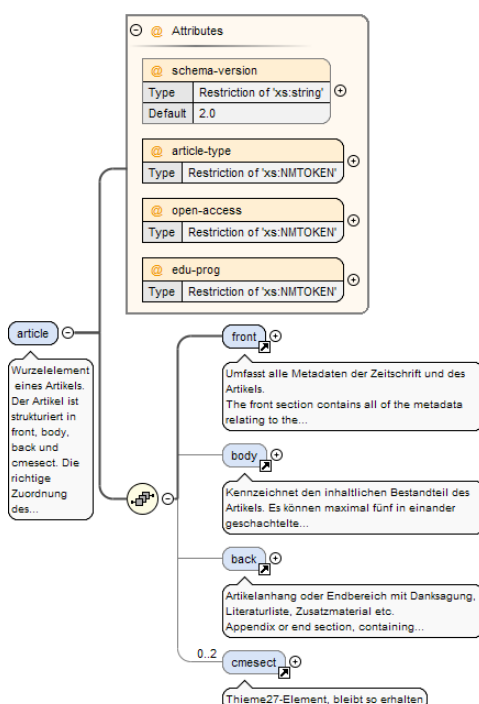 @ Attributes
@ schema-version
Type Restriction of 'xs:string'
Default 2.0
@ article-type
Type Restriction of 'xs:NMTOKEN'
@ open-access
Type Restriction of 'xs:NMTOKEN'
@ edu-prog
Type Restriction of 'xs:NMTOKEN'
article
Wurzelelement
eines Artikels.
Der Artikel ist
strukturiert in
front, body,
back und
cmesect. Die
richtige
Zuordnung
des...
front
Umfasst alle Metadaten der Zeitschrift und des
Artikels.
The front section contains all of the metadata
relating to the...
body
Kennzeichnet den inhaltlichen Bestandteil des
Artikels. Es können maximal fünf in einander
geschachtelte...
back
Artikelanhang oder Endbereich mit Danksagung,
Literaturliste, Zusatzmaterial etc.
Appendix or end section, containing...
0..2
cmesect
Thieme27-Element, bleibt so erhalten